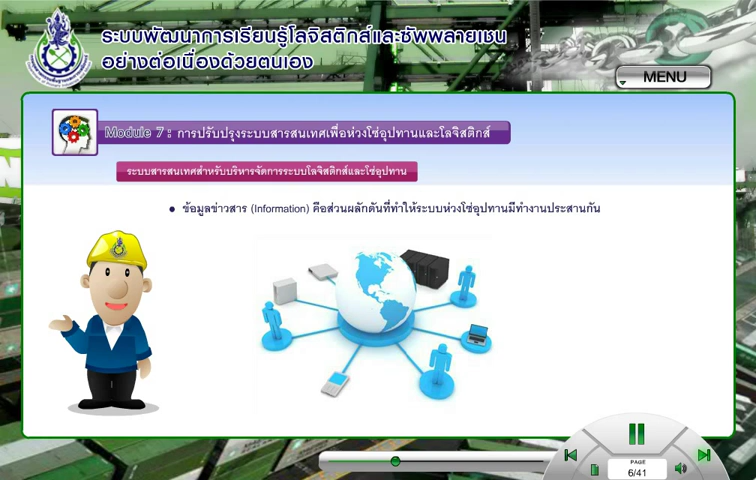 ระบบพัฒนาการเรียนรู้โลจิสติกส์และซัพพลายเชน
อย่างต่อเนื่องด้วยตนเอง
MENU
Module 7 : การปรับปรุงระบบสารสนเทศเพื่อห่วงโซ่อุปทานและโลจิสติกส์
ระบบสารสนเทศสำหรับบริหารจัดการระบบโลจิสติกส์และโซ่อุปทาน
• ข้อมูลข่าวสาร (Information) คือส่วนผลักดันที่ทำให้ระบบห่วงโซ่อุปทานมีทำงานประสานกัน
PAGE
6/41